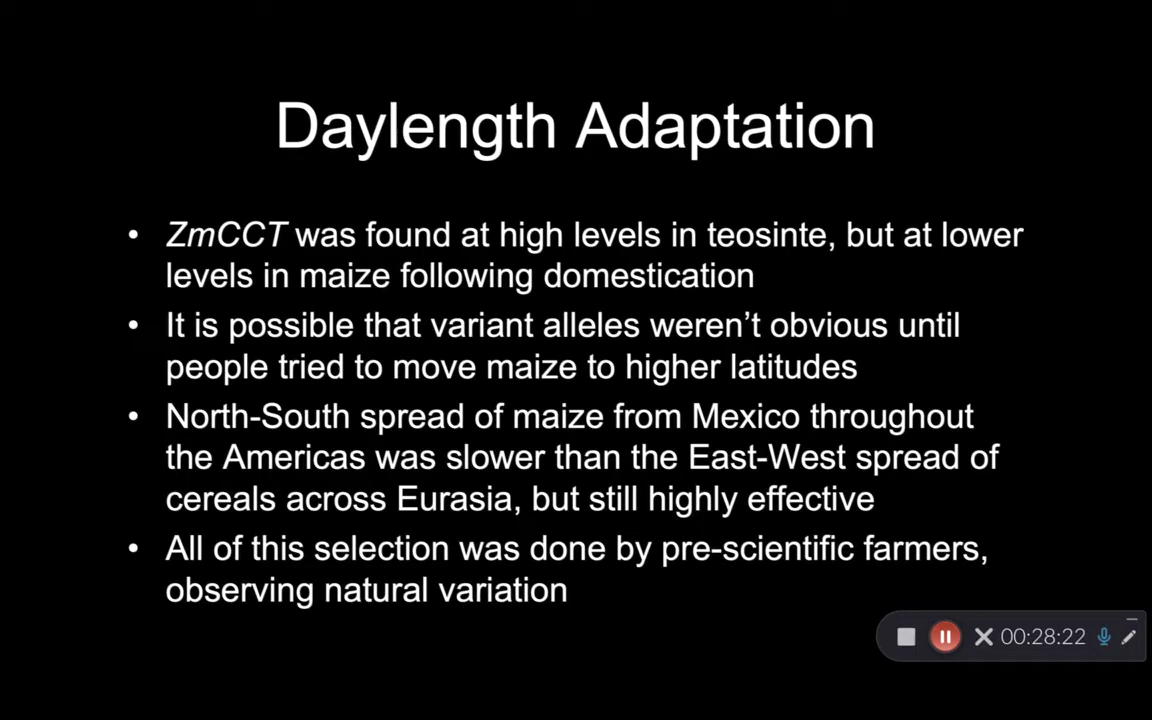 Daylength Adaptation
• ZmCCT was found at high levels in teosinte, but at lower
levels in maize following domestication
• It is possible that variant alleles weren’t obvious until
people tried to move maize to higher latitudes
• North-South spread of maize from Mexico throughout
the Americas was slower than the East-West spread of
cereals across Eurasia, but still highly effective
• All of this selection was done by pre-scientific farmers,
observing natural variation
00:28:22